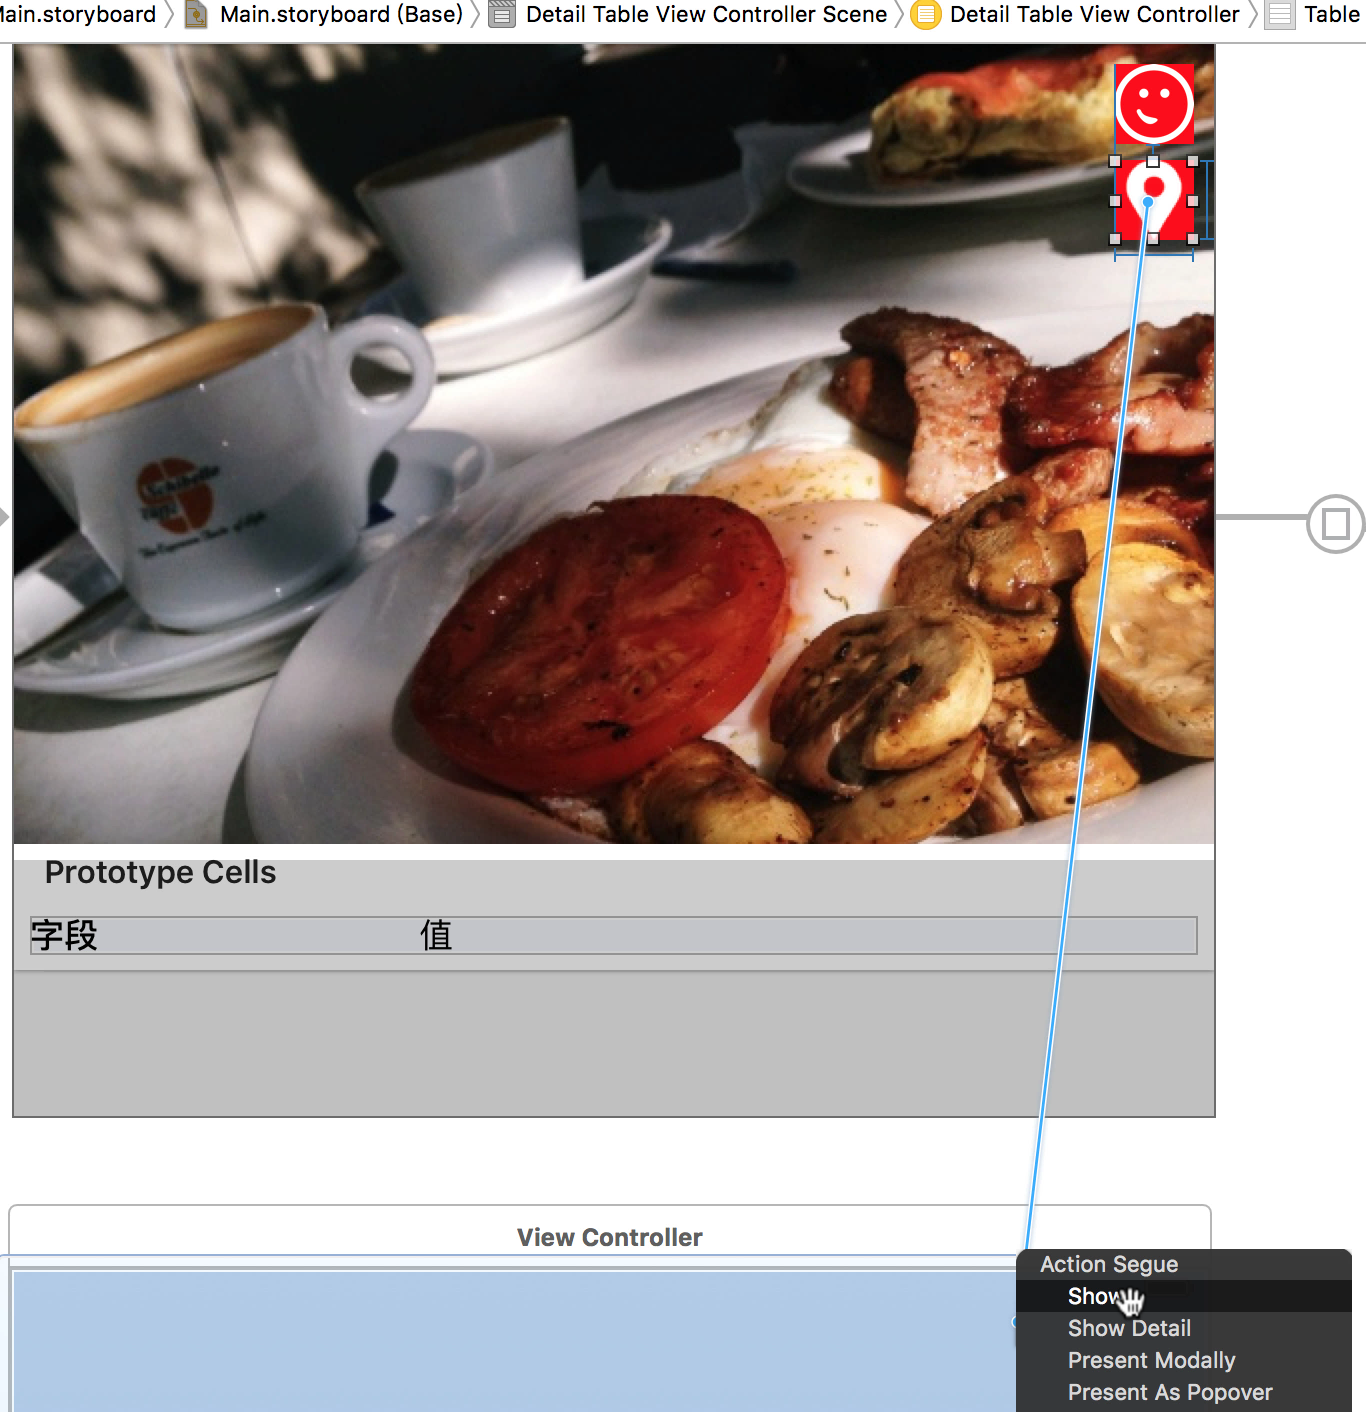 Main.storyboard
Main.storyboard (Base)
Detail Table View Controller Scene
Detail Table View Controller
Table
Prototype Cells
字段
值
View Controller
Action Segue
Show
Show Detail
Present Modally
Present As Popover